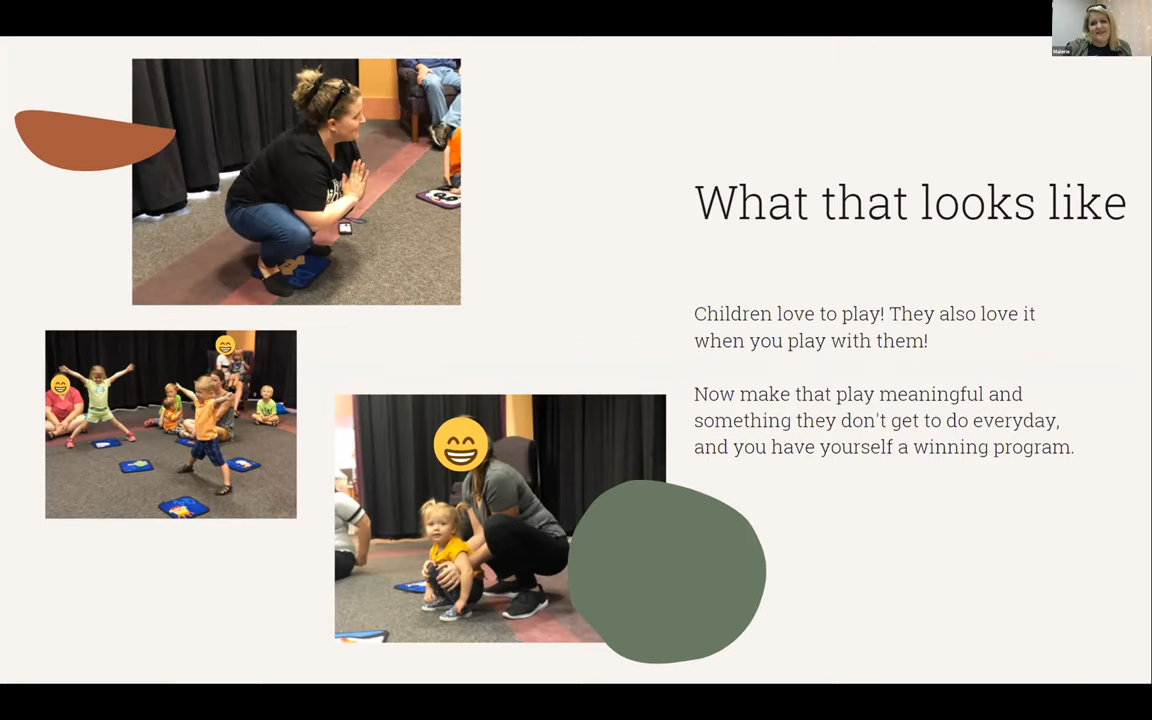 Malerie
What that looks like
Children love to play! They also love it
when you play with them!
Now make that play meaningful and
something they don't get to do everyday,
and you have yourself a winning program.